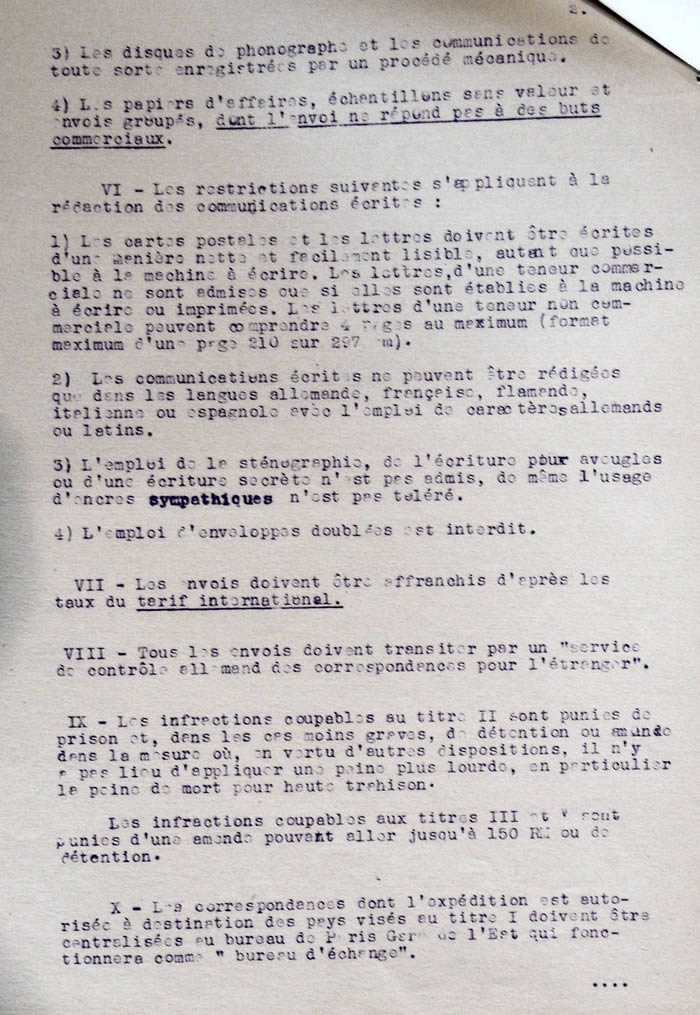 2.
3) Les disques de phonographe et les communications de
toute sorte enregistrées par un procédé mécanique.
4) Les papiers d'affaires, échantillons sans valeur et
envois groupés, dont l'envoi ne répond pas à des buts
commerciaux.
VI - Les restrictions suivantes s'appliquent à la
rédaction des communications écrites :
1) Les cartes postales et les lettres doivent être écrites
d'une manière nette et facilement lisible, autant que possi-
ble à la machine à écrire. Les lettres,d'une teneur commer-
ciale ne sont admises que si elles sont établies à la machine
à écrire ou imprimées. Les lettres d'une teneur non com-
merciale peuvent comprendre 4 pages au maximum (format
maximum d'une page 210 sur 297 mm).
2) Les communications écrites ne peuvent être rédigées
que dans les langues allemande, française, flamande,
italienne ou espagnole avec l'emploi de caractèresallemands
ou latins.
3) L'emploi de la sténographie, de l'écriture pour aveugles
ou d'une écriture secrète n'est pas admis, de même l'usage
d'encres sympathiques n'est pas toléré.
4) L'emploi d'enveloppes doublées est interdit.
VII - Les envois doivent être affranchis d'après les
taux du tarif international.
VIII - Tous les envois doivent transiter par un "service
de contrôle allemand des correspondances pour l'étranger".
IX - Les infractions coupables au titre II sont punies de
prison et, dans les cas moins graves, de détention ou amende
dans la mesure où, en vertu d'autres dispositions, il n'y
a pas lieu d'appliquer une peine plus lourde, en particulier
la peine de mort pour haute trahison.
Les infractions coupables aux titres III et V sont
punies d'une amende pouvant aller jusqu'à 150 RM ou de
détention.
X - Les correspondances dont l'expédition est auto-
risée à destination des pays visés au titre I doivent être
centralisées au bureau de Paris Gare de l'Est qui fonc-
tionnera comme " bureau d'échange".
....